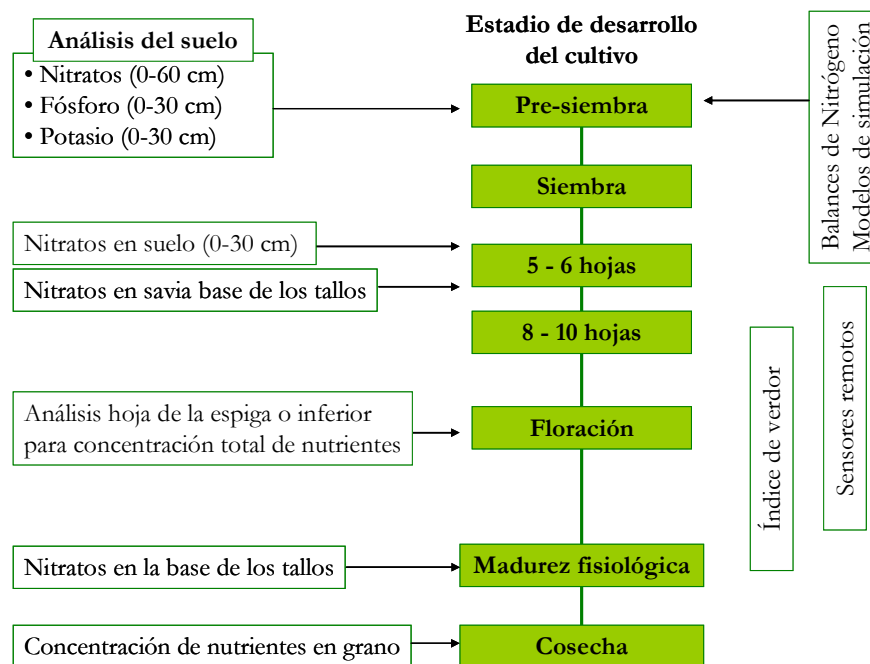 Análisis del suelo
• Nitratos (0-60 cm)
• Fósforo (0-30 cm)
• Potasio (0-30 cm)
Estadio de desarrollo
del cultivo
Pre-siembra
Balances de Nitrógeno
Modelos de simulación
Siembra
Nitratos en suelo (0-30 cm)
5 - 6 hojas
Nitratos en savia base de los tallos
8 - 10 hojas
Análisis hoja de la espiga o inferior
para concentración total de nutrientes
Floración
Índice de verdor
Sensores remotos
Nitratos en la base de los tallos
Madurez fisiológica
Concentración de nutrientes en grano
Cosecha